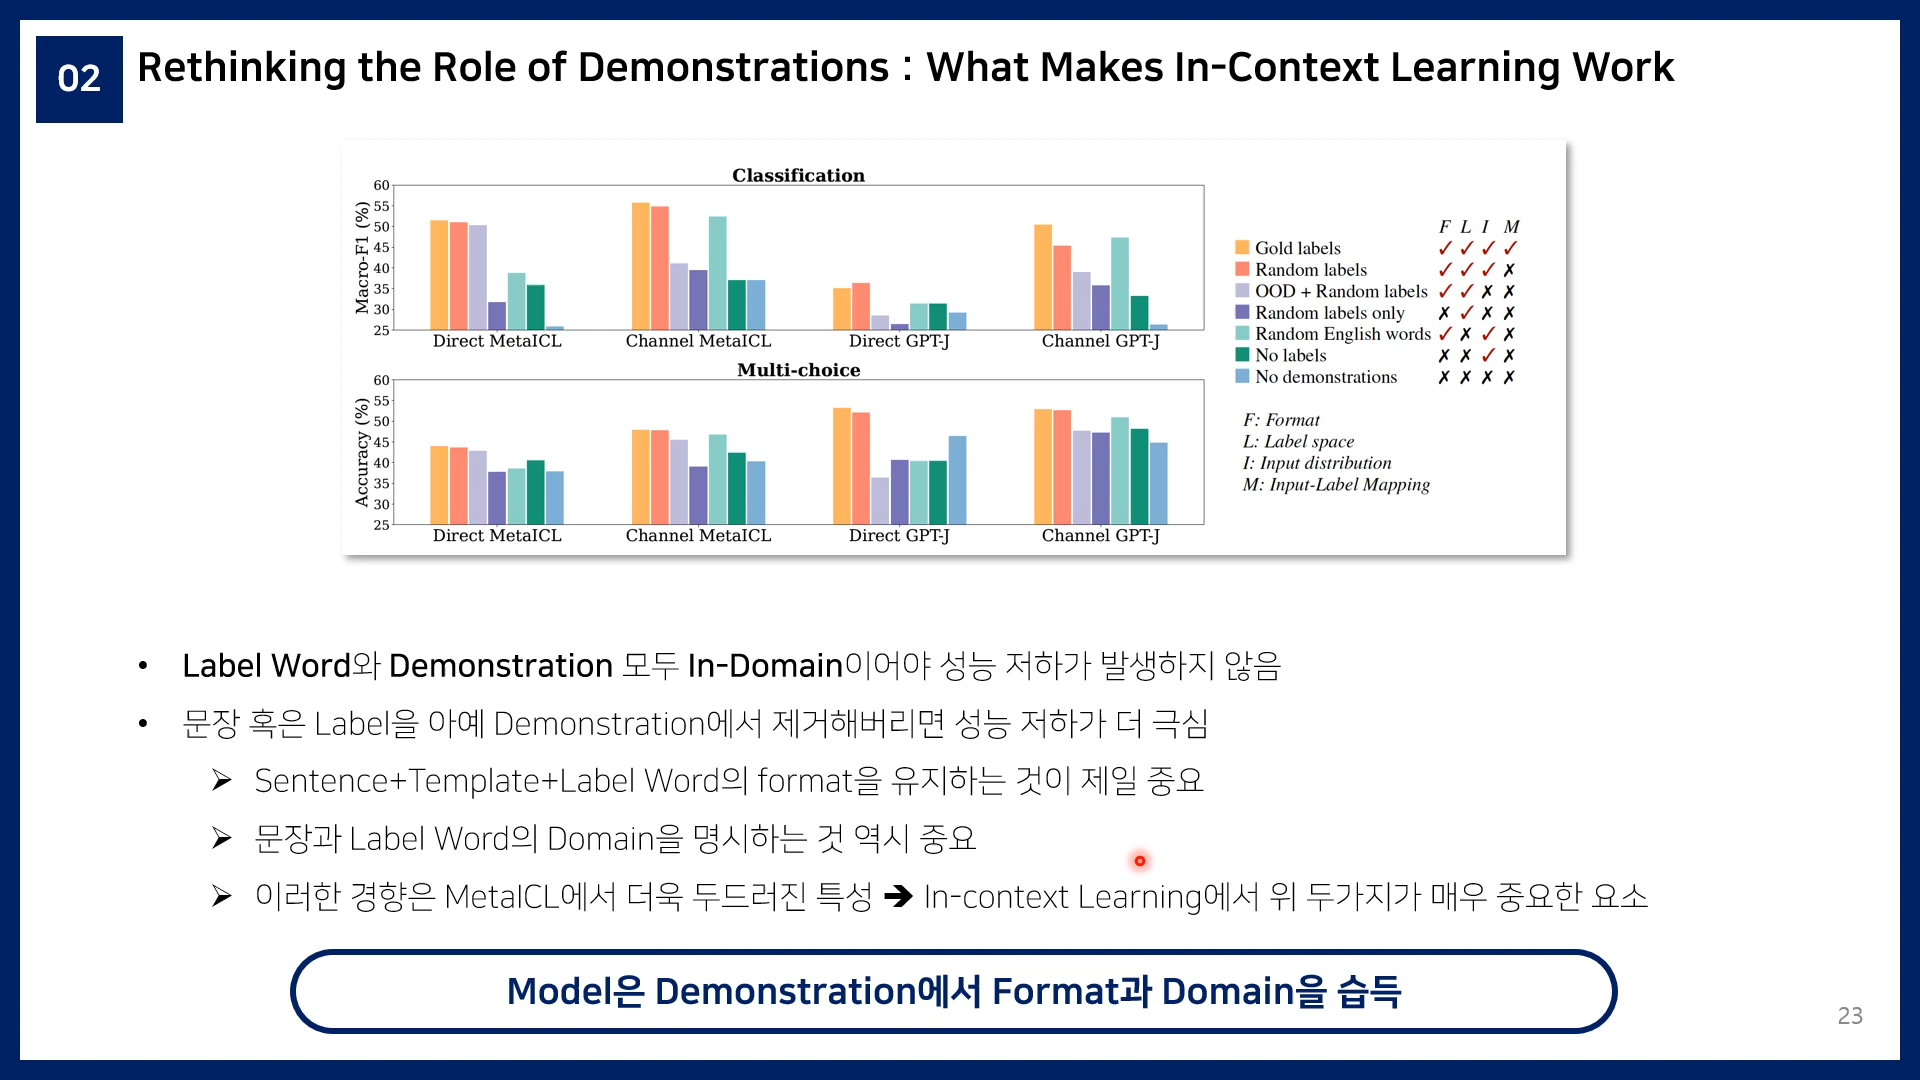 02
Rethinking the Role of Demonstrations : What Makes In-Context Learning Work
Classification
Macro-F1 (%)
60
55
50
45
40
35
30
25
Direct MetaICL Channel MetaICL Direct GPT-J Channel GPT-J
Multi-choice
Accuracy (%)
60
55
50
45
40
35
30
25
Direct MetaICL Channel MetaICL Direct GPT-J Channel GPT-J
F L I M
Gold labels ✓ ✓ ✓ ✓
Random labels ✓ ✓ ✓ ✗
OOD + Random labels ✓ ✓ ✗ ✗
Random labels only ✗ ✓ ✗ ✗
Random English words ✓ ✗ ✓ ✗
No labels ✗ ✗ ✓ ✗
No demonstrations ✗ ✗ ✗ ✗
F: Format
L: Label space
I: Input distribution
M: Input-Label Mapping
• Label Word와 Demonstration 모두 In-Domain이어야 성능 저하가 발생하지 않음
• 문장 혹은 Label을 아예 Demonstration에서 제거해버리면 성능 저하가 더 극심
➢ Sentence+Template+Label Word의 format을 유지하는 것이 제일 중요
➢ 문장과 Label Word의 Domain을 명시하는 것 역시 중요
➢ 이러한 경향은 MetaICL에서 더욱 두드러진 특성 ➔ In-context Learning에서 위 두가지가 매우 중요한 요소
Model은 Demonstration에서 Format과 Domain을 습득
23